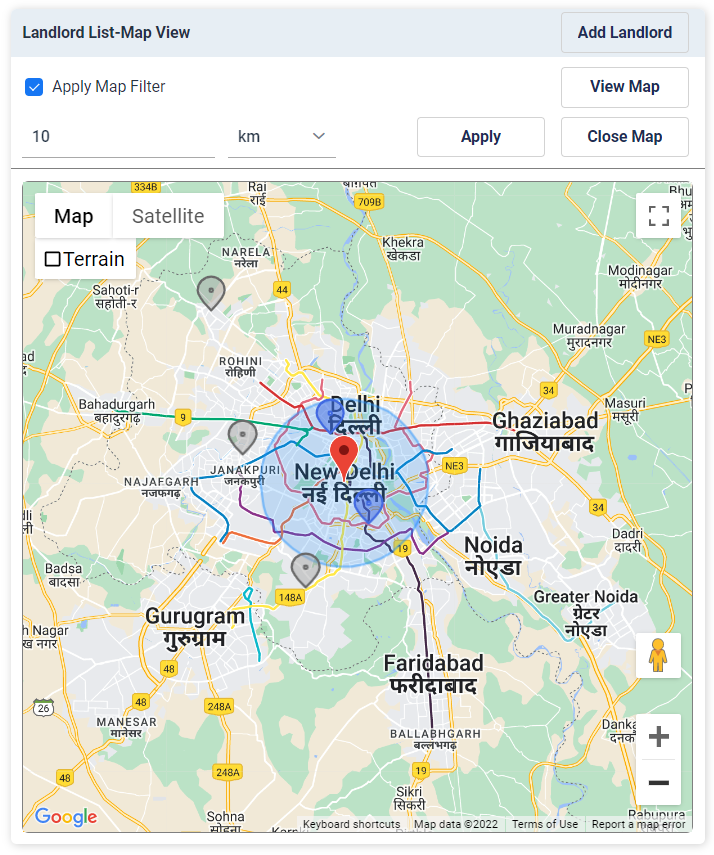 Landlord List-Map View
Add Landlord
Apply Map Filter
View Map
10
km
Apply
Close Map
334B
Rai
राई
बाग़पत
709B
Map
Satellite
Terrain
Khekra
खेकडा
NARELA
नरेला
Sahoti-r
सहोती-र
44
Modinagar
मोदीनगर
Muradnagar
मुरादनगर
NE3
ROHINI
रोहिणी
34
Bahadurgarh
बहादुरगढ़
9
Delhi
दिल्ली
Masuri
मसूरी
Ghaziabad
गाज़ियाबाद
JANAKPURI
जनकपुरी
New Delhi
नई दिल्ली
NE3
NAJAFGARH
नजफगढ़
34
Dadri
दादरी
19
Noida
नोएडा
Badsa
बादसा
148A
Greater Noida
ग्रेटर
नोएडा
Gurugram
गुरुग्राम
h Nagar
ख नगर
Faridabad
फरीदाबाद
48
26
48
248A
MANESAR
मानेसर
BALLABHGARH
बल्लभगढ़
48
248A
19
Sikri
सिकरी
Sohna
सोहना
Google
Keyboard shortcuts
Map data ©2022
Terms of Use
Report a map error